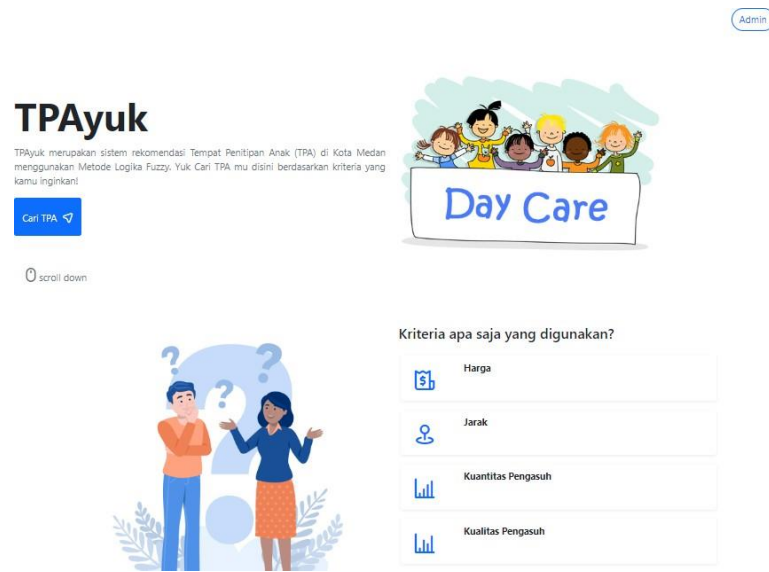 Admin
TPAyuk
TPAyuk merupakan sistem rekomendasi Tempat Penitipan Anak (TPA) di Kota Medan
menggunakan Metode Logika Fuzzy. Yuk Cari TPA mu disini berdasarkan kriteria yang
kamu inginkan!
Cari TPA
scroll down
Day Care
Kriteria apa saja yang digunakan?
Harga
Jarak
Kuantitas Pengasuh
Kualitas Pengasuh